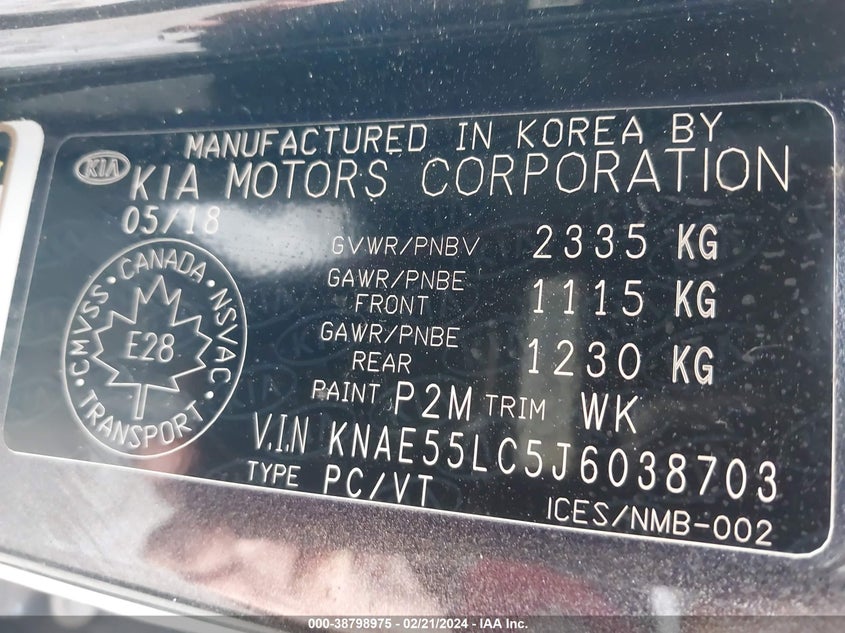 MANUFACTURED IN KOREA BY
KIA KIA MOTORS CORPORATION
05/18
GVWR/PNBV 2335 KG
GAWR/PNBE FRONT 1115 KG
GAWR/PNBE REAR 1230 KG
CMVSS • CANADA • NSVAC • TRANSPORT •
E28
PAINT P2M TRIM WK
V.I.N KNAE55LC5J6038703
TYPE PC/VT
ICES/NMB-002
000-38798975 - 02/21/2024 - IAA Inc.